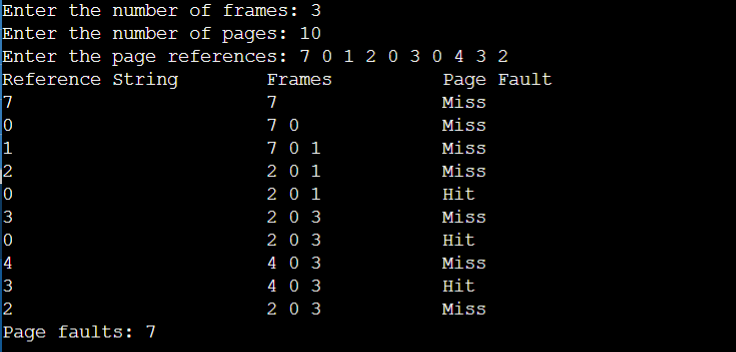 Enter the number of frames: 3
Enter the number of pages: 10
Enter the page references: 7 0 1 2 0 3 0 4 3 2
Reference String Frames Page Fault
7 7 Miss
0 7 0 Miss
1 7 0 1 Miss
2 2 0 1 Miss
0 2 0 1 Hit
3 2 0 3 Miss
0 2 0 3 Hit
4 4 0 3 Miss
3 4 0 3 Hit
2 2 0 3 Miss
Page faults: 7